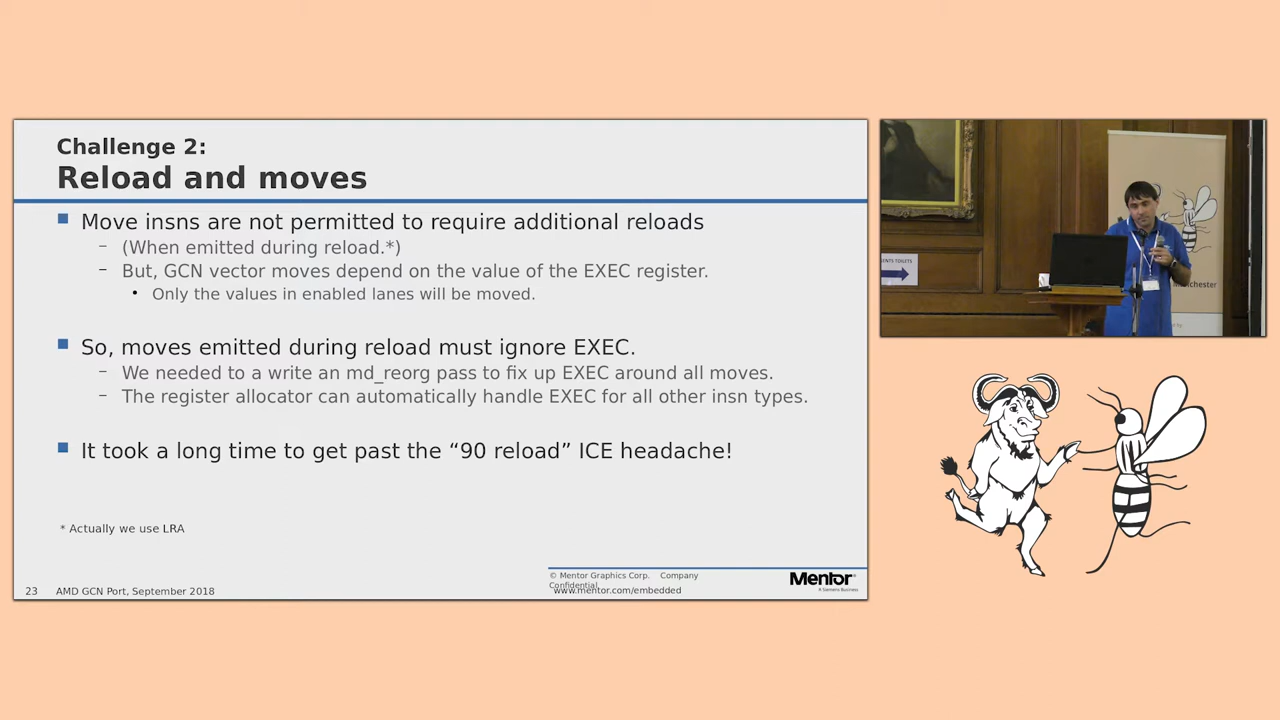 Challenge 2:
Reload and moves
Move insns are not permitted to require additional reloads
(When emitted during reload.*)
But, GCN vector moves depend on the value of the EXEC register.
Only the values in enabled lanes will be moved.
So, moves emitted during reload must ignore EXEC.
We needed to a write an md_reorg pass to fix up EXEC around all moves.
The register allocator can automatically handle EXEC for all other insn types.
It took a long time to get past the “90 reload” ICE headache!
* Actually we use LRA
23 AMD GCN Port, September 2018
© Mentor Graphics Corp. Company
Confidential
www.mentor.com/embedded
Mentor®
A Siemens Business
TOILETS